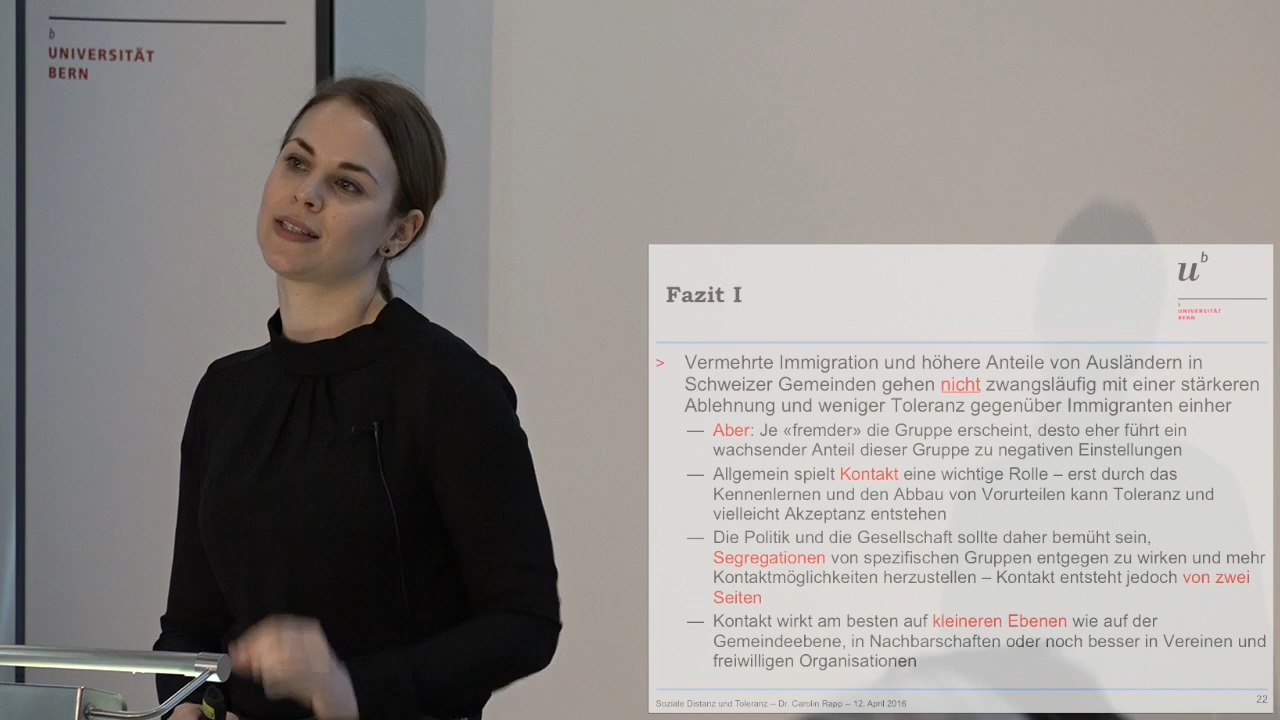 b
UNIVERSITÄT
BERN
u
b
b
UNIVERSITÄT
BERN
Fazit I
> Vermehrte Immigration und höhere Anteile von Ausländern in
Schweizer Gemeinden gehen nicht zwangsläufig mit einer stärkeren
Ablehnung und weniger Toleranz gegenüber Immigranten einher
— Aber: Je «fremder» die Gruppe erscheint, desto eher führt ein
wachsender Anteil dieser Gruppe zu negativen Einstellungen
— Allgemein spielt Kontakt eine wichtige Rolle – erst durch das
Kennenlernen und den Abbau von Vorurteilen kann Toleranz und
vielleicht Akzeptanz entstehen
— Die Politik und die Gesellschaft sollte daher bemüht sein,
Segregationen von spezifischen Gruppen entgegen zu wirken und mehr
Kontaktmöglichkeiten herzustellen – Kontakt entsteht jedoch von zwei
Seiten
— Kontakt wirkt am besten auf kleineren Ebenen wie auf der
Gemeindeebene, in Nachbarschaften oder noch besser in Vereinen und
freiwilligen Organisationen
Soziale Distanz und Toleranz – Dr. Carolin Rapp – 12. April 2016
22